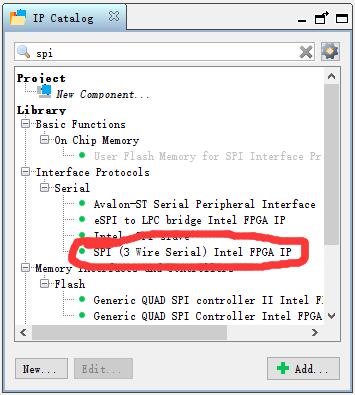 IP Catalog
spi
Project
New Component...
Library
Basic Functions
On Chip Memory
User Flash Memory for SPI Interface Pr
Interface Protocols
Serial
Avalon-ST Serial Peripheral Interface
eSPI to LPC bridge Intel FPGA IP
SPI (3 Wire Serial) Intel FPGA IP
Memory Interfaces and Controllers
Flash
Generic QUAD SPI controller II Intel F
Generic QUAD SPI Controller Intel FPGA
New...
Edit...
Add...